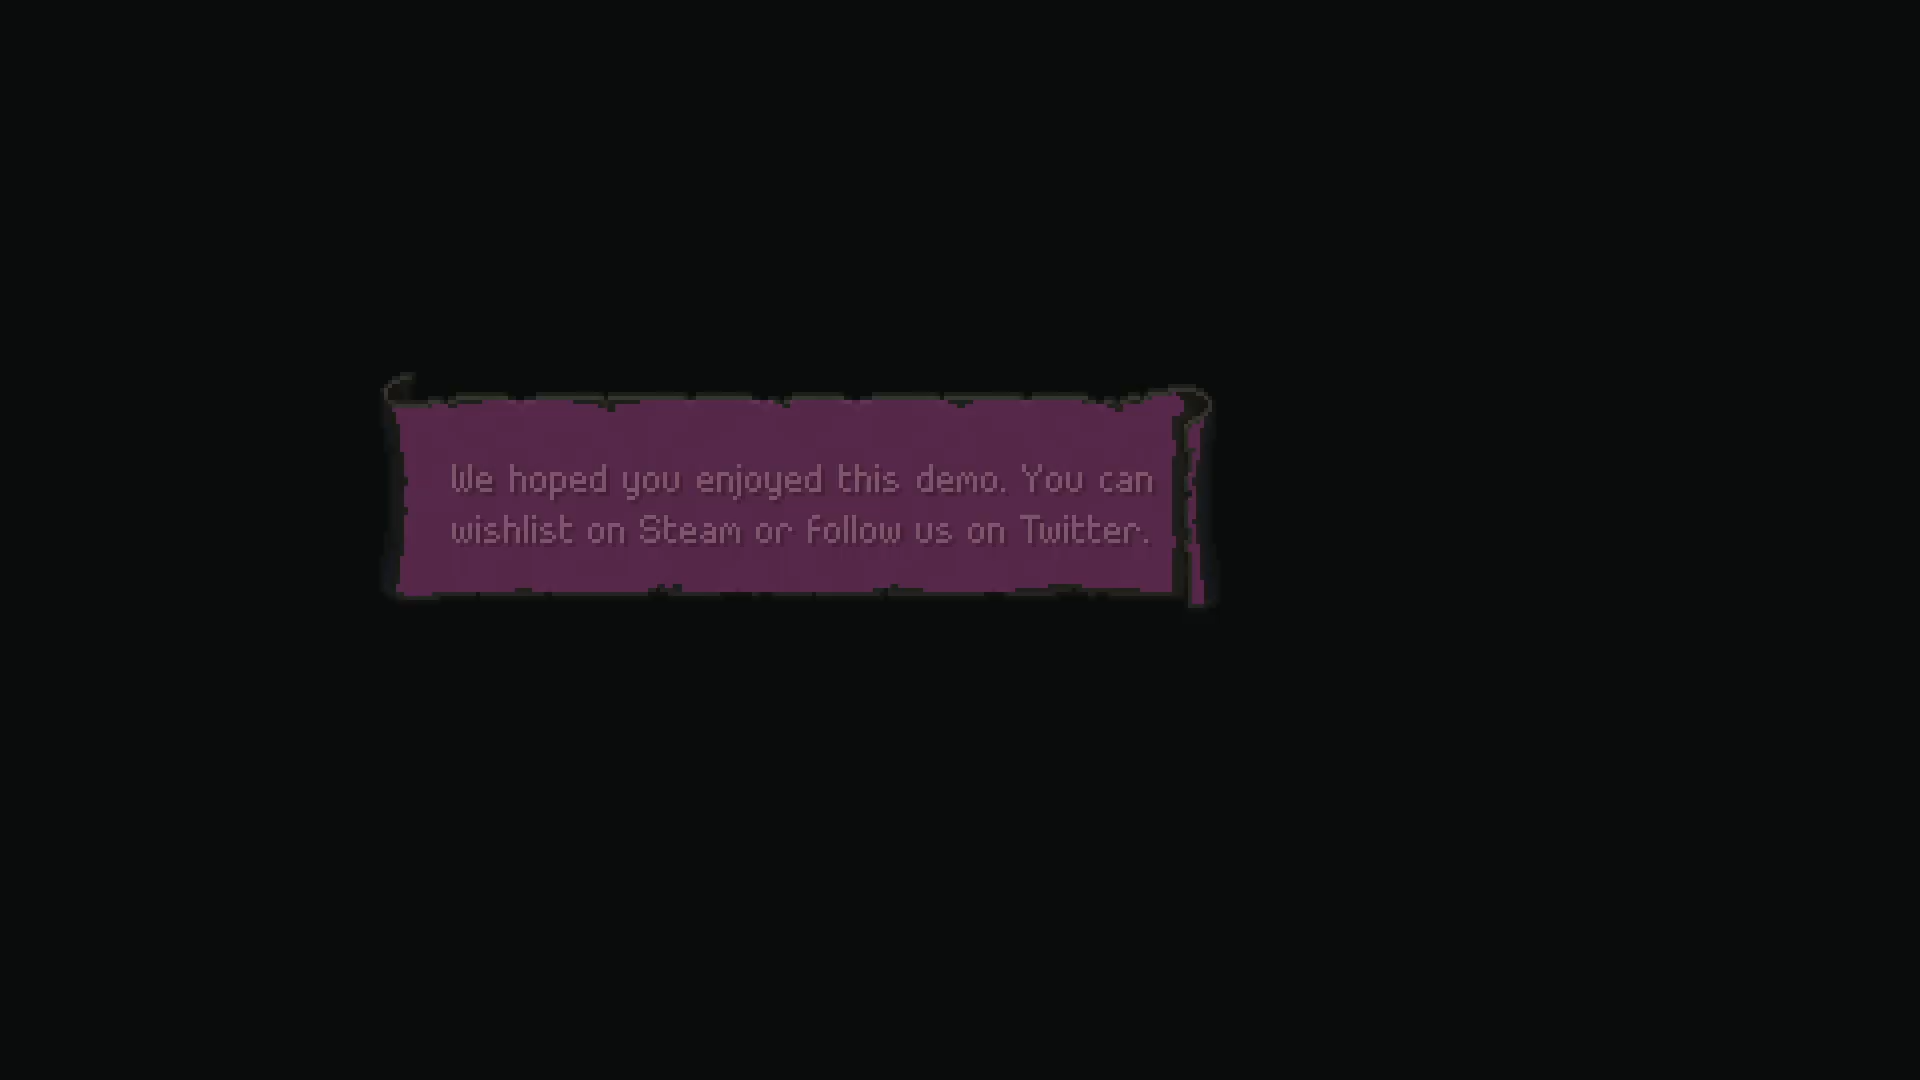 We hoped you enjoyed this demo. You can
wishlist on Steam or follow us on Twitter.